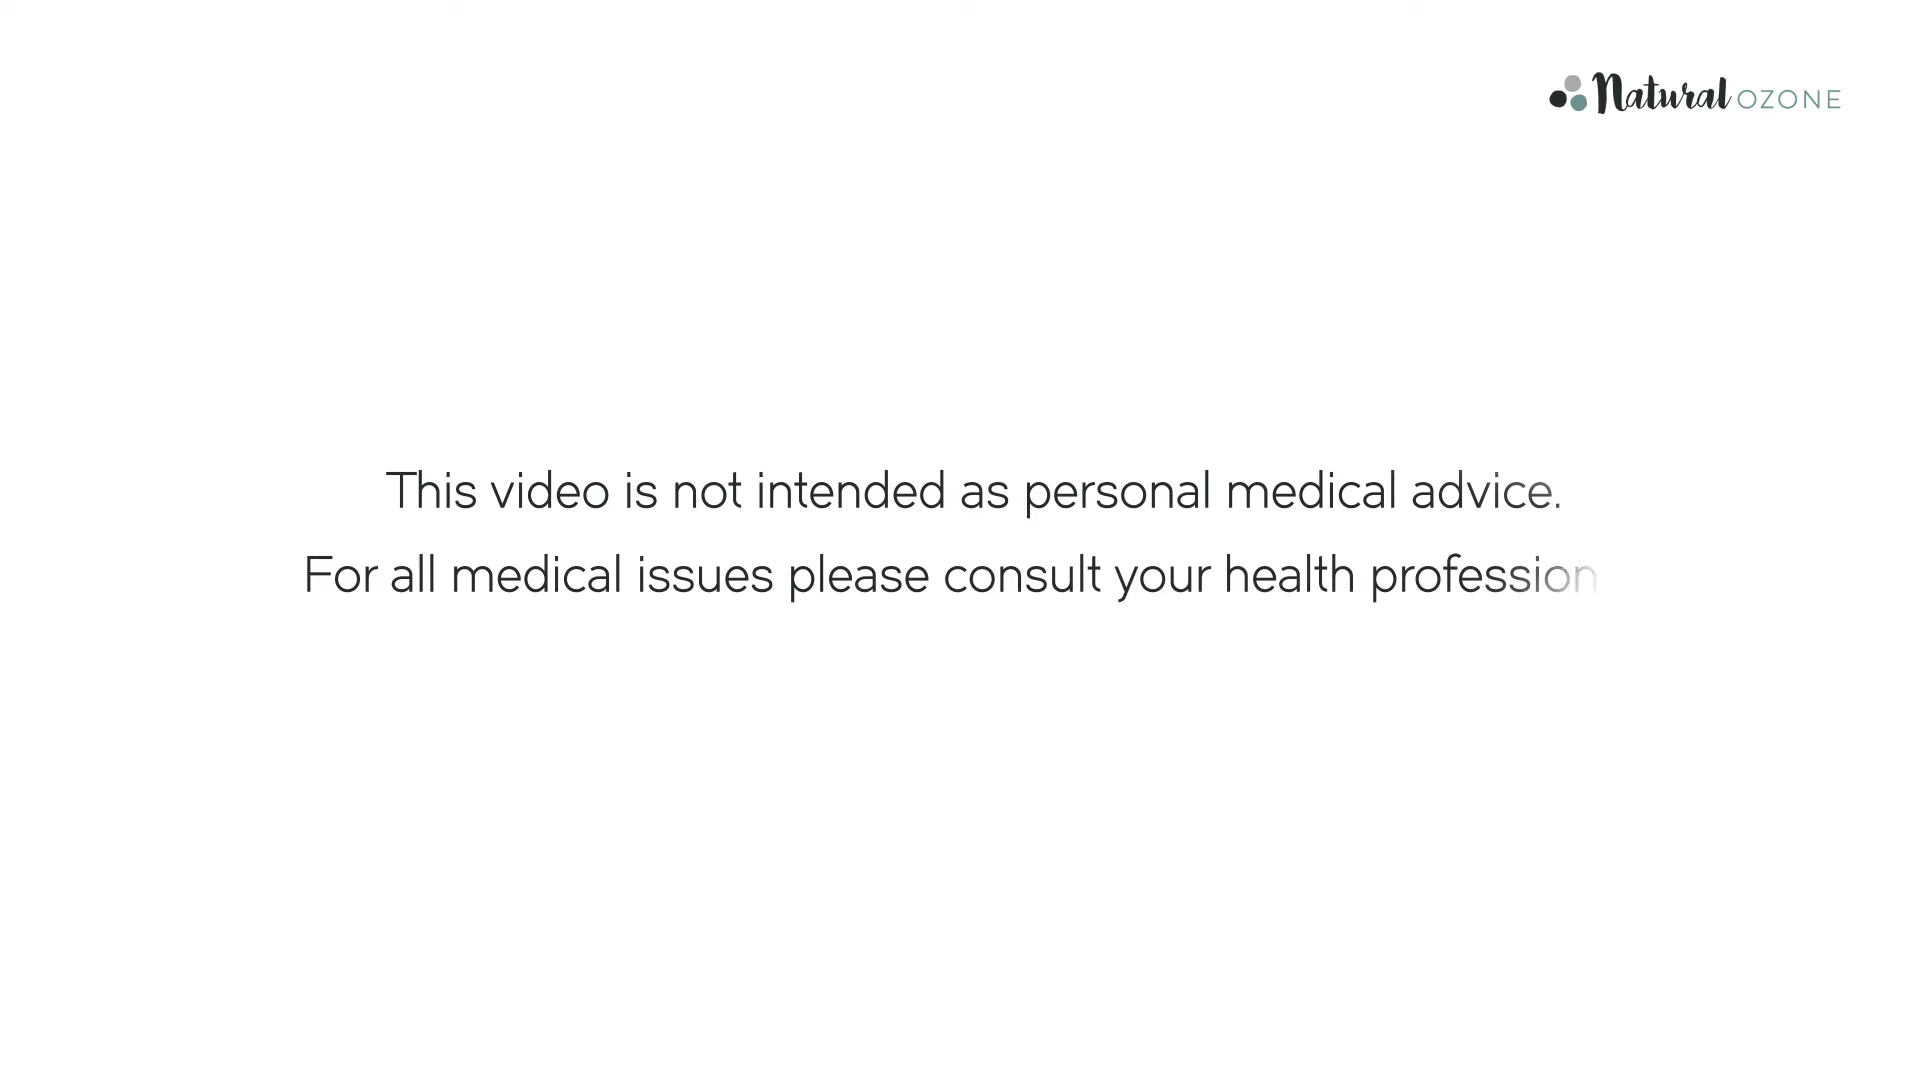 Natural OZONE
This video is not intended as personal medical advice.
For all medical issues please consult your health profession